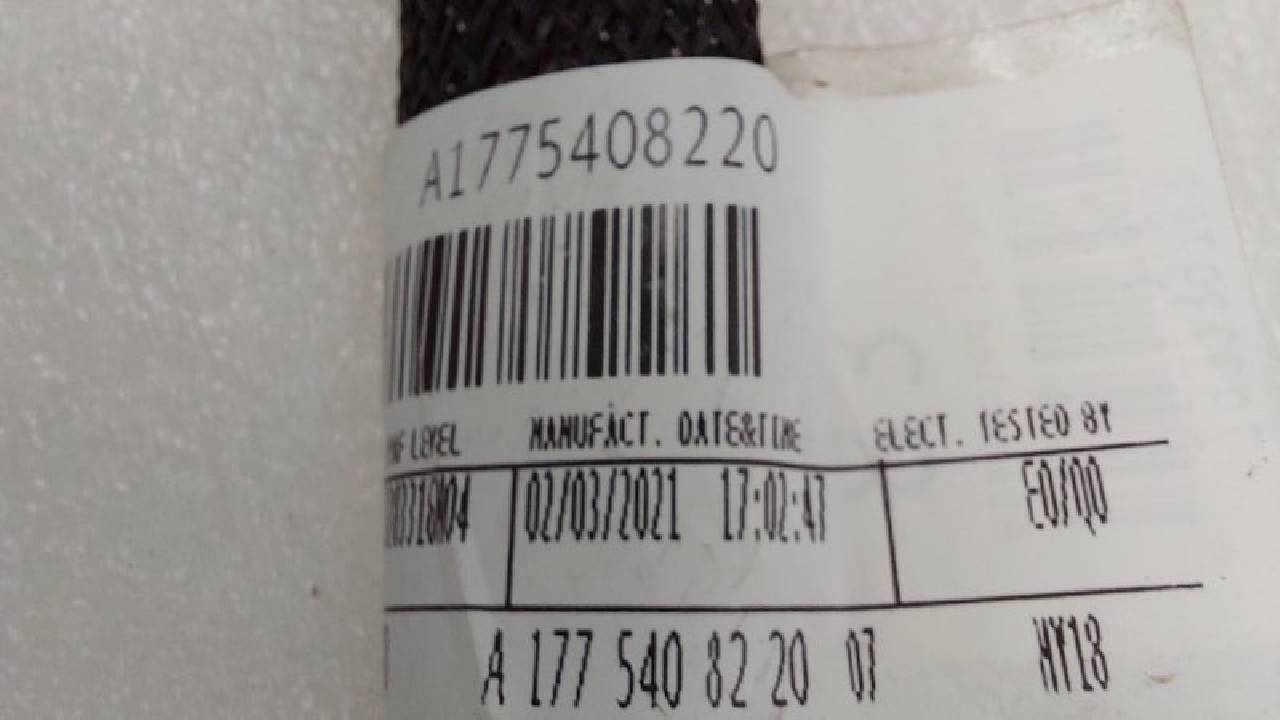 A1775408220
LEVEL MANUFACT. DATE&TIME ELECT. TESTED BY
02/03/2021 17:02:47 EO/QO
A 177 540 82 20 07 HY18